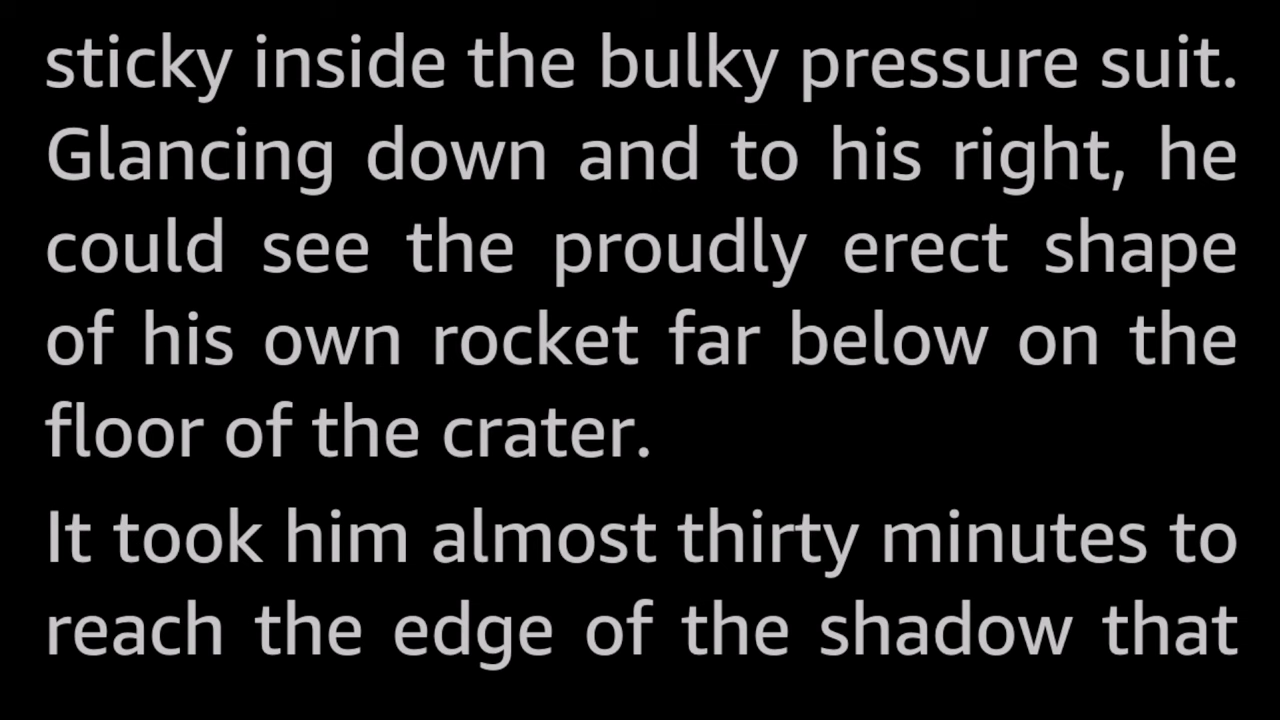 sticky inside the bulky pressure suit.
Glancing down and to his right, he
could see the proudly erect shape
of his own rocket far below on the
floor of the crater.
It took him almost thirty minutes to
reach the edge of the shadow that